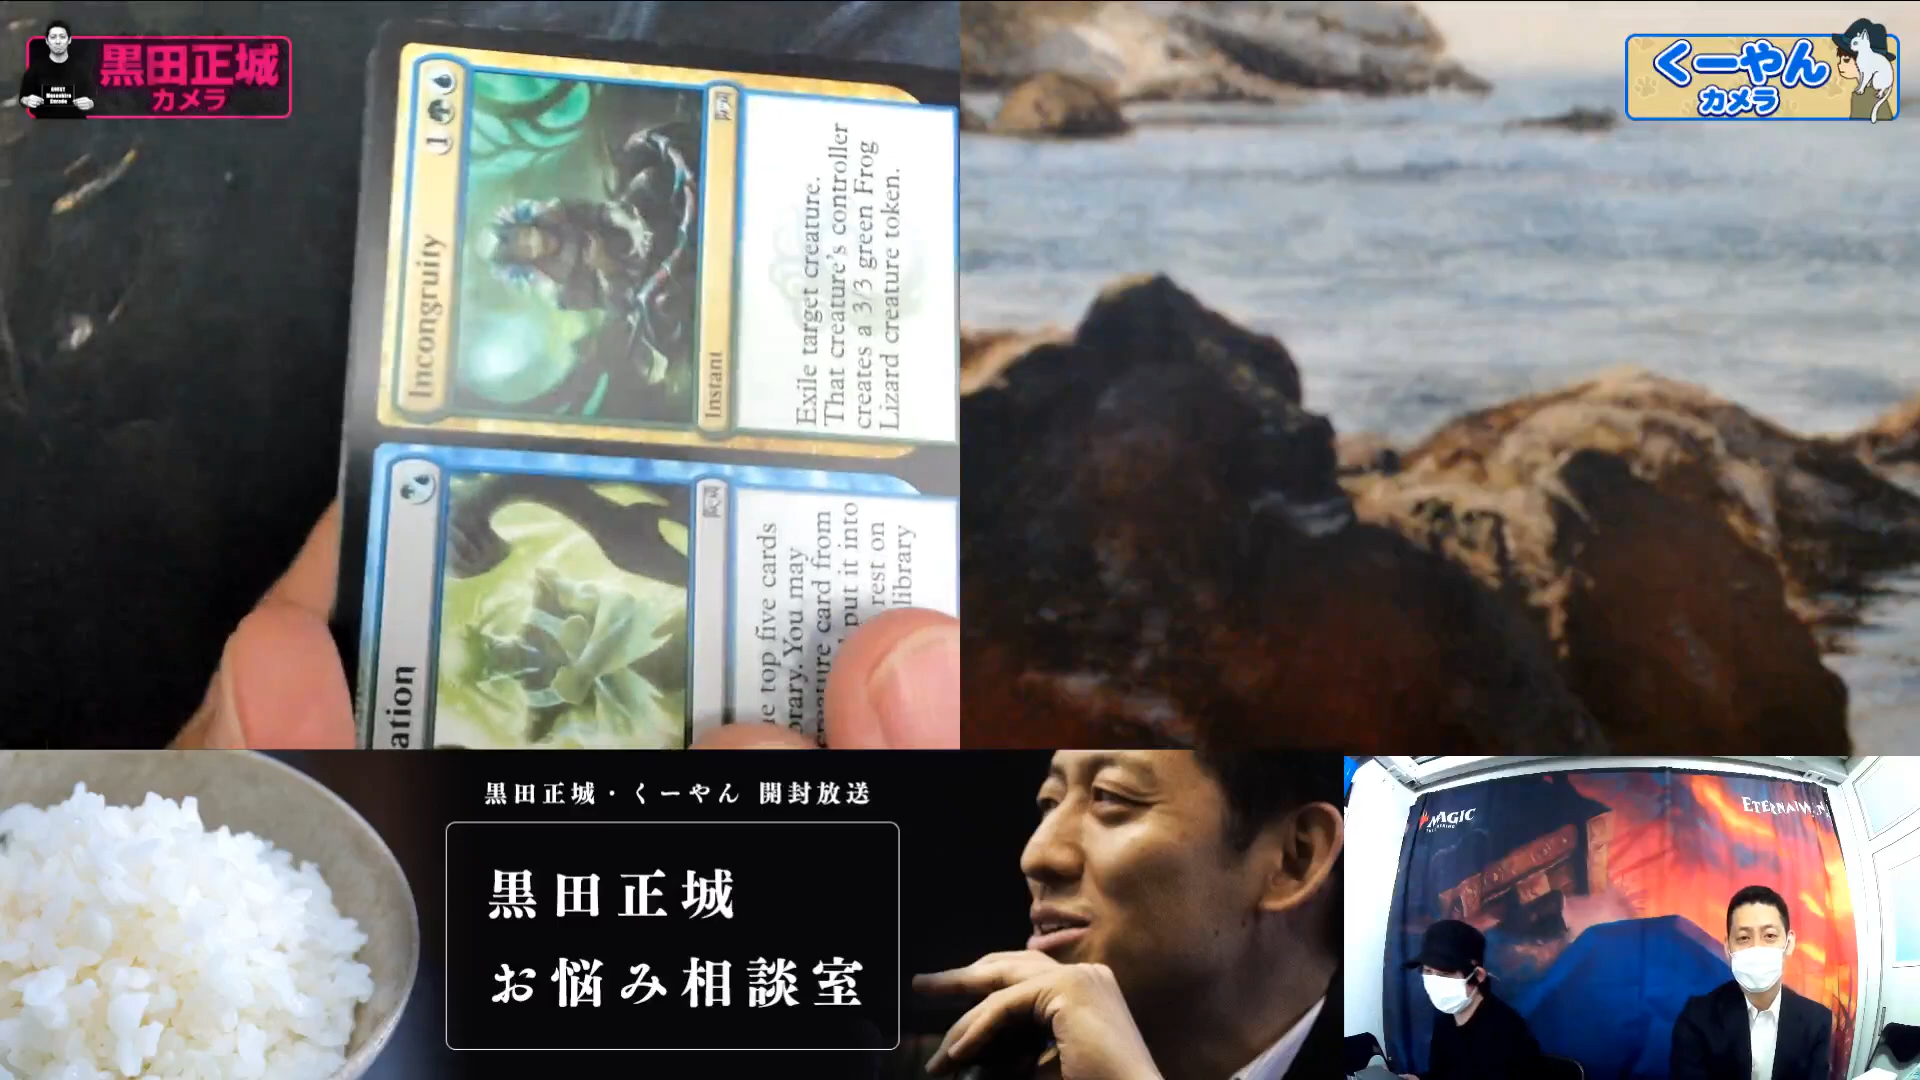 黒田正城
カメラ
くーやん
カメラ
Incongruity
1
Instant
Exile target creature.
That creature's controller
creates a 3/3 green Frog
Lizard creature token.
ation
e top five cards
brary. You may
creature card from
put it into
rest on
library
黒田正城・くーやん 開封放送
黒田正城
お悩み相談室
MAGIC